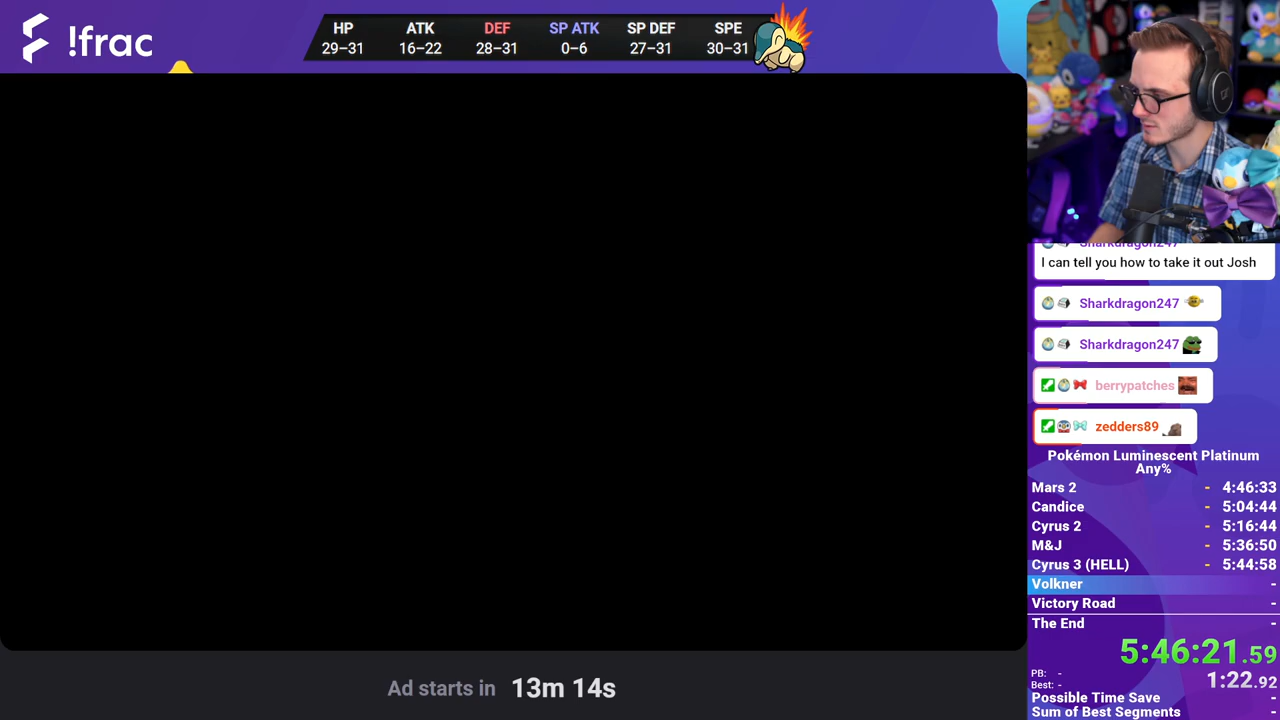 !frac
HP ATK DEF SP ATK SP DEF SPE
29–31 16–22 28–31 0–6 27–31 30–31
Sharkdragon247
I can tell you how to take it out Josh
Sharkdragon247
Sharkdragon247
berrypatches
zedders89
Pokémon Luminescent Platinum
Any%
Mars 2 - 4:46:33
Candice - 5:04:44
Cyrus 2 - 5:16:44
M&J - 5:36:50
Cyrus 3 (HELL) - 5:44:58
Volkner -
Victory Road -
The End -
5:46:21.59
PB: -
Best: - 1:22.92
Possible Time Save -
Sum of Best Segments -
Ad starts in 13m 14s